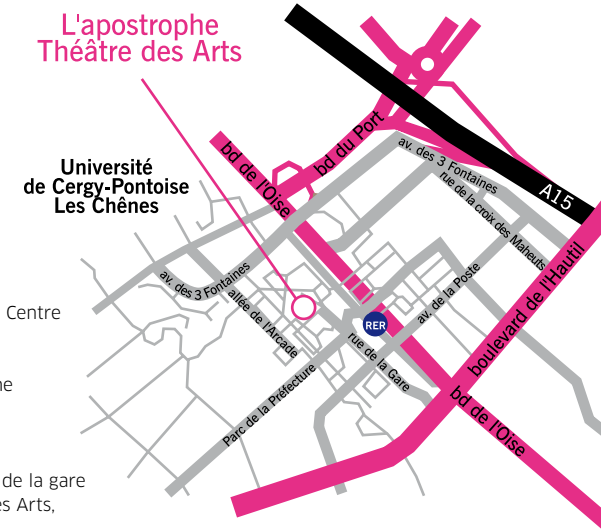 L'apostrophe
Théâtre des Arts
bd du Port
bd de l'Oise
av. des 3 Fontaines
rue de la croix des Maheuts
A15
Université
de Cergy-Pontoise
Les Chênes
boulevard de l'Hautil
av. des 3 Fontaines
allée de l'Arcade
av. de la Poste
Centre
RER
rue de la Gare
Parc de la Préfecture
bd de l'Oise
ne
de la gare
es Arts,